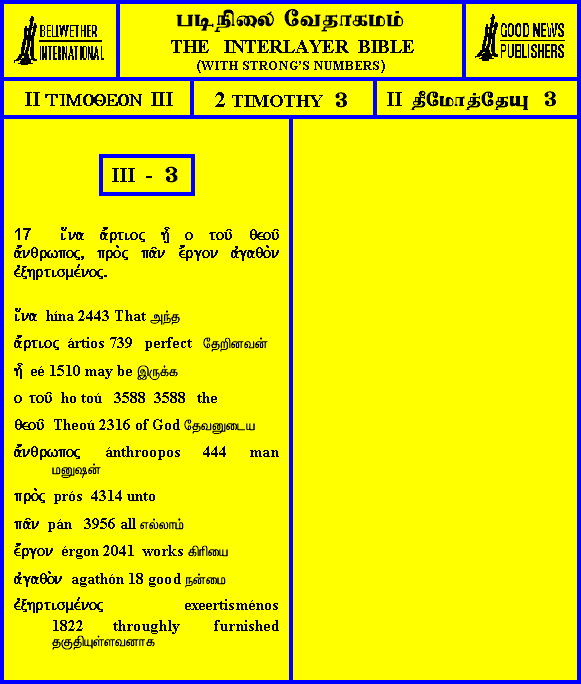 BELIWETHER
INTERNATIONAL
படிநிலை வேதாகமம்
THE INTERLAYER BIBLE
(WITH STRONG'S NUMBERS)
GOOD NEWS
PUBLISHERS
II ΤΙΜΟΘΕΟΝ III
2 TIMOTHY 3
II தீமோத்தேயு 3
III - 3
17 ἵνα ἄρτιος ᾖ ο τοῦ θεοῦ
ἄνθρωπος, πρὸς πᾶν ἔργον ἀγαθὸν
ἐξηρτισμένος.
ἵνα hína 2443 That அந்த
ἄρτιος ártios 739 perfect தேறினவன்
ᾖ eé 1510 may be இருக்க
ο τοῦ ho toú 3588 3588 the
θεοῦ Theoú 2316 of God தேவனுடைய
ἄνθρωπος ánthroopos 444 man
மனுஷன்
πρὸς prós 4314 unto
πᾶν pán 3956 all எல்லாம்
ἔργον érgon 2041 works கிரியை
ἀγαθὸν agathón 18 good நன்மை
ἐξηρτισμένος exeertisménos
1822 throughly furnished
தகுதியுள்ளவனாக